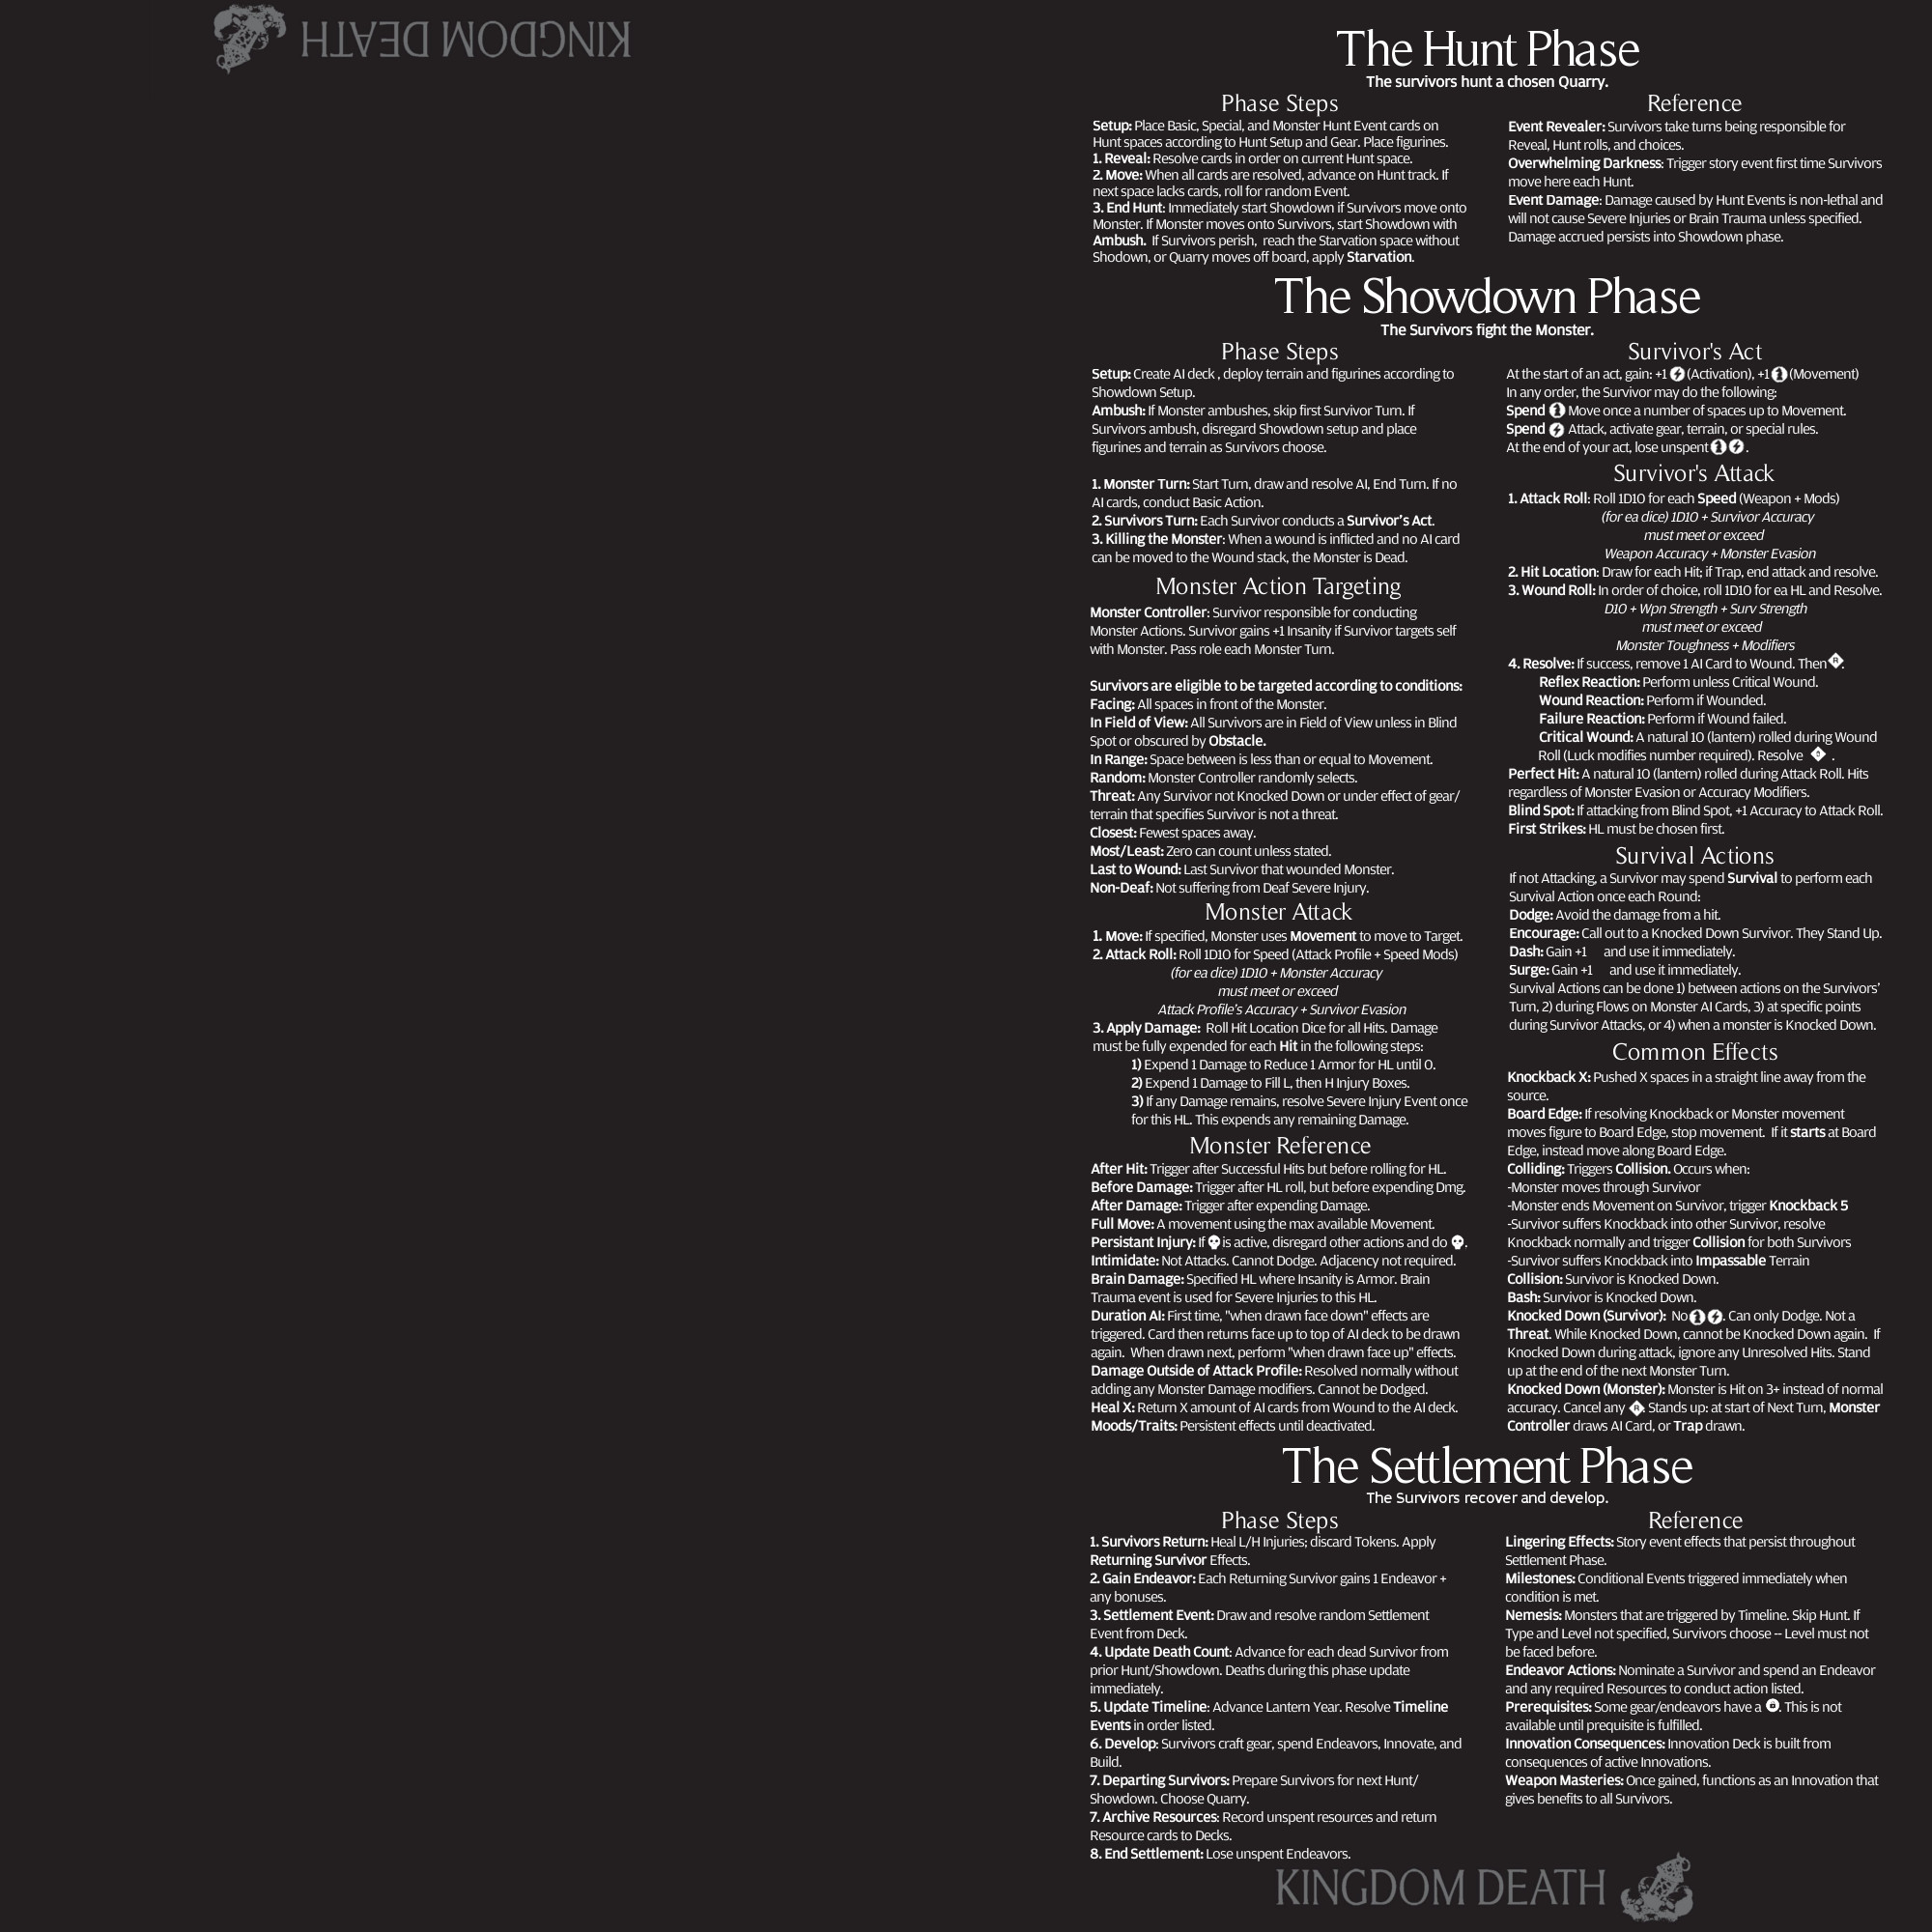 KINGDOM DEATH
The Hunt Phase
The survivors hunt a chosen Quarry.
Phase Steps
Setup: Place Basic, Special, and Monster Hunt Event cards on
Hunt spaces according to Hunt Setup and Gear. Place figurines.
1. Reveal: Resolve cards in order on current Hunt space.
2. Move: When all cards are resolved, advance on Hunt track. If
next space lacks cards, roll for random Event.
3. End Hunt: Immediately start Showdown if Survivors move onto
Monster. If Monster moves onto Survivors, start Showdown with
Ambush. If Survivors perish, reach the Starvation space without
Shodown, or Quarry moves off board, apply Starvation.
Reference
Event Revealer: Survivors take turns being responsible for
Reveal, Hunt rolls, and choices.
Overwhelming Darkness: Trigger story event first time Survivors
move here each Hunt.
Event Damage: Damage caused by Hunt Events is non-lethal and
will not cause Severe Injuries or Brain Trauma unless specified.
Damage accrued persists into Showdown phase.
The Showdown Phase
The Survivors fight the Monster.
Phase Steps
Setup: Create AI deck , deploy terrain and figurines according to
Showdown Setup.
Ambush: If Monster ambushes, skip first Survivor Turn. If
Survivors ambush, disregard Showdown setup and place
figurines and terrain as Survivors choose.
1. Monster Turn: Start Turn, draw and resolve AI, End Turn. If no
AI cards, conduct Basic Action.
2. Survivors Turn: Each Survivor conducts a Survivor's Act.
3. Killing the Monster: When a wound is inflicted and no AI card
can be moved to the Wound stack, the Monster is Dead.
Monster Action Targeting
Monster Controller: Survivor responsible for conducting
Monster Actions. Survivor gains +1 Insanity if Survivor targets self
with Monster. Pass role each Monster Turn.
Survivors are eligible to be targeted according to conditions:
Facing: All spaces in front of the Monster.
In Field of View: All Survivors are in Field of View unless in Blind
Spot or obscured by Obstacle.
In Range: Space between is less than or equal to Movement.
Random: Monster Controller randomly selects.
Threat: Any Survivor not Knocked Down or under effect of gear/
terrain that specifies Survivor is not a threat.
Closest: Fewest spaces away.
Most/Least: Zero can count unless stated.
Last to Wound: Last Survivor that wounded Monster.
Non-Deaf: Not suffering from Deaf Severe Injury.
Monster Attack
1. Move: If specified, Monster uses Movement to move to Target.
2. Attack Roll: Roll 1D10 for Speed (Attack Profile + Speed Mods)
(for ea dice) 1D10 + Monster Accuracy
must meet or exceed
Attack Profile's Accuracy + Survivor Evasion
3. Apply Damage: Roll Hit Location Dice for all Hits. Damage
must be fully expended for each Hit in the following steps:
1) Expend 1 Damage to Reduce 1 Armor for HL until 0.
2) Expend 1 Damage to Fill L, then H Injury Boxes.
3) If any Damage remains, resolve Severe Injury Event once
for this HL. This expends any remaining Damage.
Monster Reference
After Hit: Trigger after Successful Hits but before rolling for HL.
Before Damage: Trigger after HL roll, but before expending Dmg.
After Damage: Trigger after expending Damage.
Full Move: A movement using the max available Movement.
Persistant Injury: If is active, disregard other actions and do .
Intimidate: Not Attacks. Cannot Dodge. Adjacency not required.
Brain Damage: Specified HL where Insanity is Armor. Brain
Trauma event is used for Severe Injuries to this HL.
Duration AI: First time, "when drawn face down" effects are
triggered. Card then returns face up to top of AI deck to be drawn
again. When drawn next, perform "when drawn face up" effects.
Damage Outside of Attack Profile: Resolved normally without
adding any Monster Damage modifiers. Cannot be Dodged.
Heal X: Return X amount of AI cards from Wound to the AI deck.
Moods/Traits: Persistent effects until deactivated.
Survivor's Act
At the start of an act, gain: +1 (Activation), +1 (Movement)
In any order, the Survivor may do the following:
Spend Move once a number of spaces up to Movement.
Spend Attack, activate gear, terrain, or special rules.
At the end of your act, lose unspent .
Survivor's Attack
1. Attack Roll: Roll 1D10 for each Speed (Weapon + Mods)
(for ea dice) 1D10 + Survivor Accuracy
must meet or exceed
Weapon Accuracy + Monster Evasion
2. Hit Location: Draw for each Hit; if Trap, end attack and resolve.
3. Wound Roll: In order of choice, roll 1D10 for ea HL and Resolve.
D10 + Wpn Strength + Surv Strength
must meet or exceed
Monster Toughness + Modifiers
4. Resolve: If success, remove 1 AI Card to Wound. Then .
Reflex Reaction: Perform unless Critical Wound.
Wound Reaction: Perform if Wounded.
Failure Reaction: Perform if Wound failed.
Critical Wound: A natural 10 (lantern) rolled during Wound
Roll (Luck modifies number required). Resolve .
Perfect Hit: A natural 10 (lantern) rolled during Attack Roll. Hits
regardless of Monster Evasion or Accuracy Modifiers.
Blind Spot: If attacking from Blind Spot, +1 Accuracy to Attack Roll.
First Strikes: HL must be chosen first.
Survival Actions
If not Attacking, a Survivor may spend Survival to perform each
Survival Action once each Round:
Dodge: Avoid the damage from a hit.
Encourage: Call out to a Knocked Down Survivor. They Stand Up.
Dash: Gain +1 and use it immediately.
Surge: Gain +1 and use it immediately.
Survival Actions can be done 1) between actions on the Survivors'
Turn, 2) during Flows on Monster AI Cards, 3) at specific points
during Survivor Attacks, or 4) when a monster is Knocked Down.
Common Effects
Knockback X: Pushed X spaces in a straight line away from the
source.
Board Edge: If resolving Knockback or Monster movement
moves figure to Board Edge, stop movement. If it starts at Board
Edge, instead move along Board Edge.
Colliding: Triggers Collision. Occurs when:
-Monster moves through Survivor
-Monster ends Movement on Survivor, trigger Knockback 5
-Survivor suffers Knockback into other Survivor, resolve
Knockback normally and trigger Collision for both Survivors
-Survivor suffers Knockback into Impassable Terrain
Collision: Survivor is Knocked Down.
Bash: Survivor is Knocked Down.
Knocked Down (Survivor): No . Can only Dodge. Not a
Threat. While Knocked Down, cannot be Knocked Down again. If
Knocked Down during attack, ignore any Unresolved Hits. Stand
up at the end of the next Monster Turn.
Knocked Down (Monster): Monster is Hit on 3+ instead of normal
accuracy. Cancel any . Stands up: at start of Next Turn, Monster
Controller draws AI Card, or Trap drawn.
The Settlement Phase
The Survivors recover and develop.
Phase Steps
1. Survivors Return: Heal L/H Injuries; discard Tokens. Apply
Returning Survivor Effects.
2. Gain Endeavor: Each Returning Survivor gains 1 Endeavor +
any bonuses.
3. Settlement Event: Draw and resolve random Settlement
Event from Deck.
4. Update Death Count: Advance for each dead Survivor from
prior Hunt/Showdown. Deaths during this phase update
immediately.
5. Update Timeline: Advance Lantern Year. Resolve Timeline
Events in order listed.
6. Develop: Survivors craft gear, spend Endeavors, Innovate, and
Build.
7. Departing Survivors: Prepare Survivors for next Hunt/
Showdown. Choose Quarry.
7. Archive Resources: Record unspent resources and return
Resource cards to Decks.
8. End Settlement: Lose unspent Endeavors.
Reference
Lingering Effects: Story event effects that persist throughout
Settlement Phase.
Milestones: Conditional Events triggered immediately when
condition is met.
Nemesis: Monsters that are triggered by Timeline. Skip Hunt. If
Type and Level not specified, Survivors choose -- Level must not
be faced before.
Endeavor Actions: Nominate a Survivor and spend an Endeavor
and any required Resources to conduct action listed.
Prerequisites: Some gear/endeavors have a . This is not
available until prequisite is fulfilled.
Innovation Consequences: Innovation Deck is built from
consequences of active Innovations.
Weapon Masteries: Once gained, functions as an Innovation that
gives benefits to all Survivors.
KINGDOM DEATH